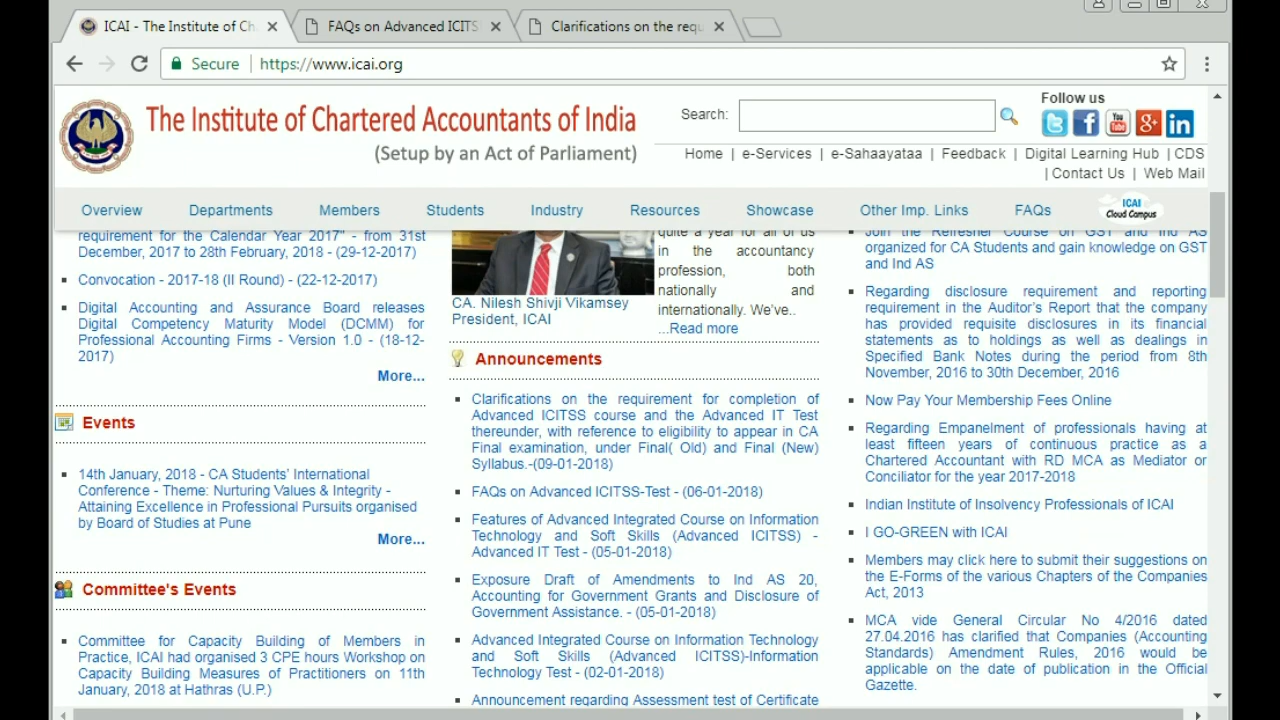 ICAI - The Institute of Ch
FAQs on Advanced ICITS
Clarifications on the requ
Secure
https://www.icai.org
The Institute of Chartered Accountants of India
(Setup by an Act of Parliament)
Search:
Follow us
Home | e-Services | e-Sahaayataa | Feedback | Digital Learning Hub | CDS
| Contact Us | Web Mail
Overview Departments Members Students Industry Resources Showcase Other Imp. Links FAQs ICAI Cloud Campus
requirement for the Calendar Year 2017" - from 31st
December, 2017 to 28th February, 2018 - (29-12-2017)
Convocation - 2017-18 (II Round) - (22-12-2017)
Digital Accounting and Assurance Board releases
Digital Competency Maturity Model (DCMM) for
Professional Accounting Firms - Version 1.0 - (18-12-
2017)
More...
Events
14th January, 2018 - CA Students' International
Conference - Theme: Nurturing Values & Integrity -
Attaining Excellence in Professional Pursuits organised
by Board of Studies at Pune
More...
Committee's Events
Committee for Capacity Building of Members in
Practice, ICAI had organised 3 CPE hours Workshop on
Capacity Building Measures of Practitioners on 11th
January, 2018 at Hathras (U.P.)
quite a year for all of us
in the accountancy
profession, both
nationally and
internationally. We've..
...Read more
CA. Nilesh Shivji Vikamsey
President, ICAI
Announcements
Clarifications on the requirement for completion of
Advanced ICITSS course and the Advanced IT Test
thereunder, with reference to eligibility to appear in CA
Final examination, under Final( Old) and Final (New)
Syllabus.-(09-01-2018)
FAQs on Advanced ICITSS-Test - (06-01-2018)
Features of Advanced Integrated Course on Information
Technology and Soft Skills (Advanced ICITSS) -
Advanced IT Test - (05-01-2018)
Exposure Draft of Amendments to Ind AS 20,
Accounting for Government Grants and Disclosure of
Government Assistance. - (05-01-2018)
Advanced Integrated Course on Information Technology
and Soft Skills (Advanced ICITSS)-Information
Technology Test - (02-01-2018)
Announcement regarding Assessment test of Certificate
Join the Refresher Course on GST and Ind AS
organized for CA Students and gain knowledge on GST
and Ind AS
Regarding disclosure requirement and reporting
requirement in the Auditor's Report that the company
has provided requisite disclosures in its financial
statements as to holdings as well as dealings in
Specified Bank Notes during the period from 8th
November, 2016 to 30th December, 2016
Now Pay Your Membership Fees Online
Regarding Empanelment of professionals having at
least fifteen years of continuous practice as a
Chartered Accountant with RD MCA as Mediator or
Conciliator for the year 2017-2018
Indian Institute of Insolvency Professionals of ICAI
I GO-GREEN with ICAI
Members may click here to submit their suggestions on
the E-Forms of the various Chapters of the Companies
Act, 2013
MCA vide General Circular No 4/2016 dated
27.04.2016 has clarified that Companies (Accounting
Standards) Amendment Rules, 2016 would be
applicable on the date of publication in the Official
Gazette.